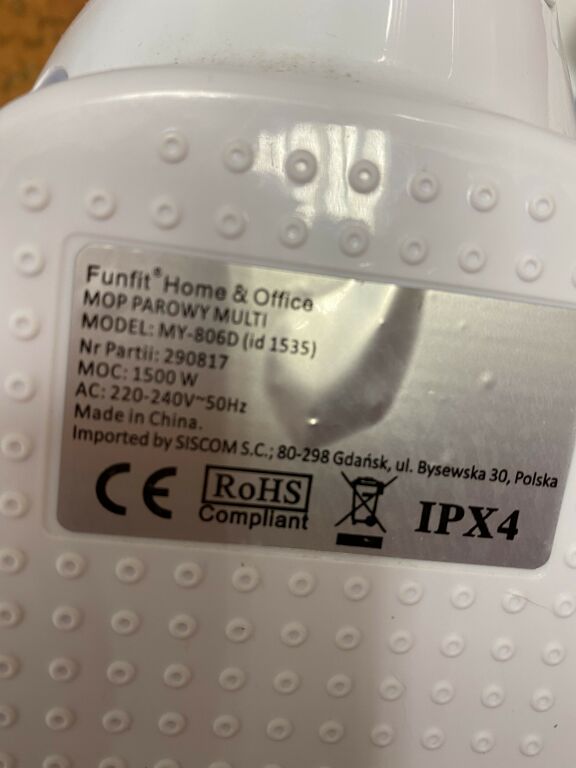 Funfit® Home & Office
MOP PAROWY MULTI
MODEL: MY-806D (id 1535)
Nr Partii: 290817
MOC: 1500 W
AC: 220-240V~50Hz
Made in China.
Imported by SISCOM S.C.; 80-298 Gdańsk, ul. Bysewska 30, Polska
CE
RoHS
Compliant
IPX4